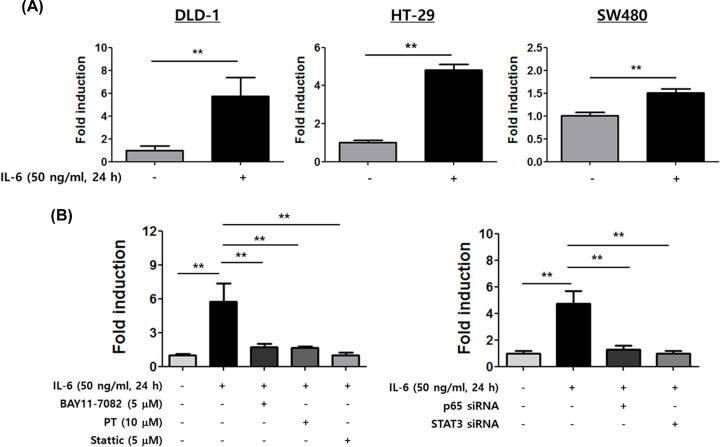 (A)
DLD-1 HT-29 SW480
Fold induction
10
8
6
4
2
0
**
IL-6 (50 ng/ml, 24 h) - +
Fold induction
6
4
2
0
**
- +
Fold induction
2.5
2.0
1.5
1.0
0.5
0.0
**
- +
(B)
Fold induction
12
9
6
3
0
**
**
**
**
IL-6 (50 ng/ml, 24 h) - + + + +
BAY11-7082 (5 μM) - - + - -
PT (10 μM) - - - + -
Stattic (5 μM) - - - - +
Fold induction
10
8
6
4
2
0
**
**
**
IL-6 (50 ng/ml, 24 h) - + + +
p65 siRNA - - + -
STAT3 siRNA - - - +